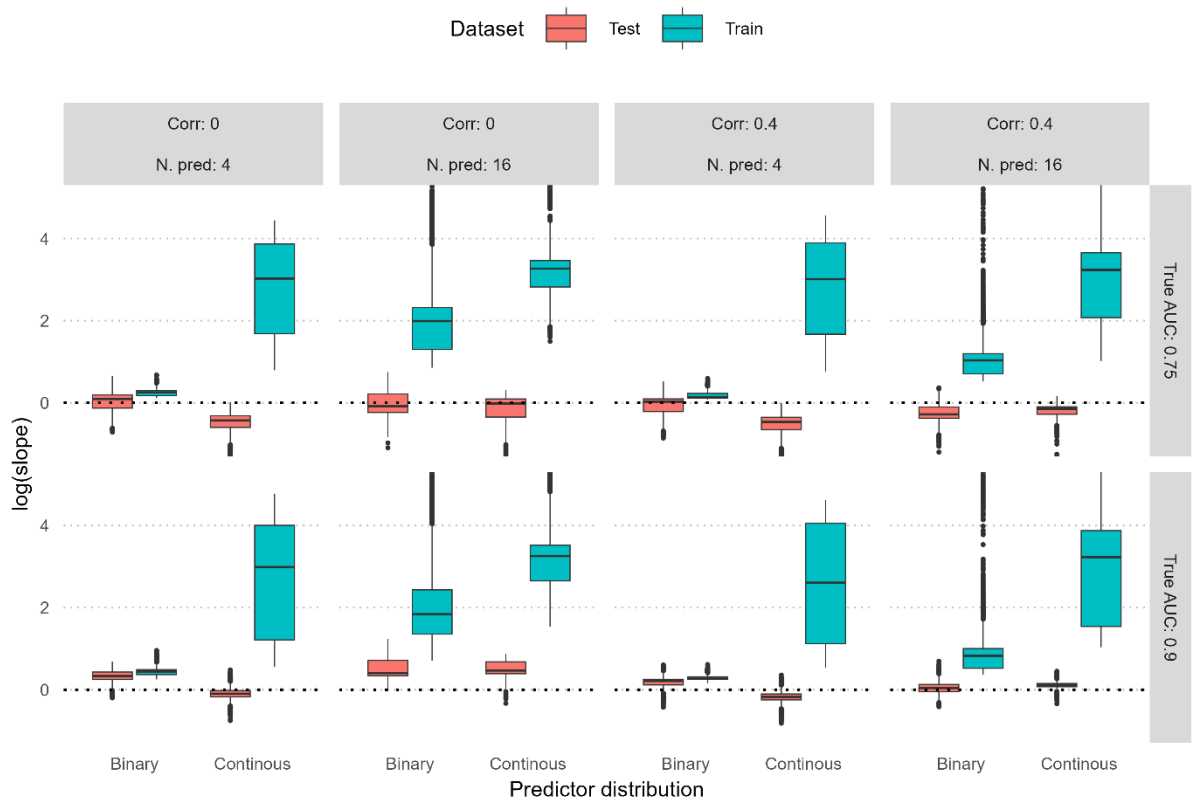 Dataset Test Train
Corr: 0 Corr: 0 Corr: 0.4 Corr: 0.4
N. pred: 4 N. pred: 16 N. pred: 4 N. pred: 16
4
2
0
True AUC: 0.75
log(slope)
4
2
0
True AUC: 0.9
Binary Continous Binary Continous Binary Continous Binary Continous
Predictor distribution